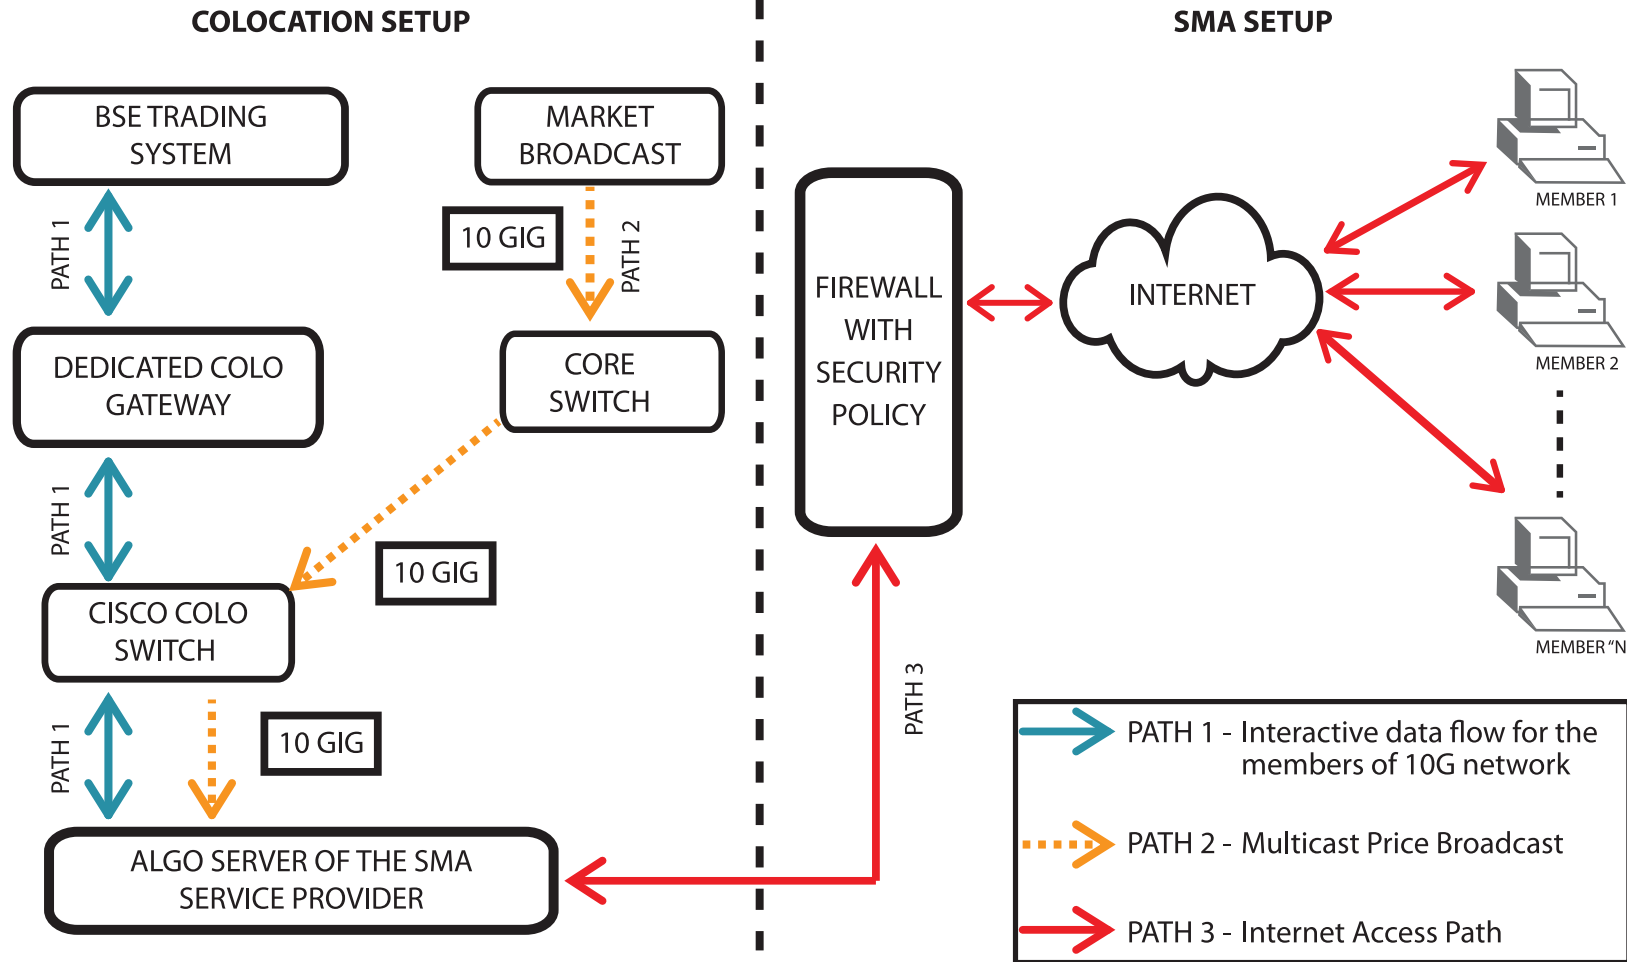 COLOCATION SETUP
BSE TRADING
SYSTEM
MARKET
BROADCAST
PATH 1
10 GIG
PATH 2
DEDICATED COLO
GATEWAY
CORE
SWITCH
PATH 1
10 GIG
CISCO COLO
SWITCH
PATH 1
10 GIG
ALGO SERVER OF THE SMA
SERVICE PROVIDER
SMA SETUP
FIREWALL
WITH
SECURITY
POLICY
INTERNET
MEMBER 1
MEMBER 2
MEMBER “N
PATH 3
PATH 1 - Interactive data flow for the
members of 10G network
PATH 2 - Multicast Price Broadcast
PATH 3 - Internet Access Path